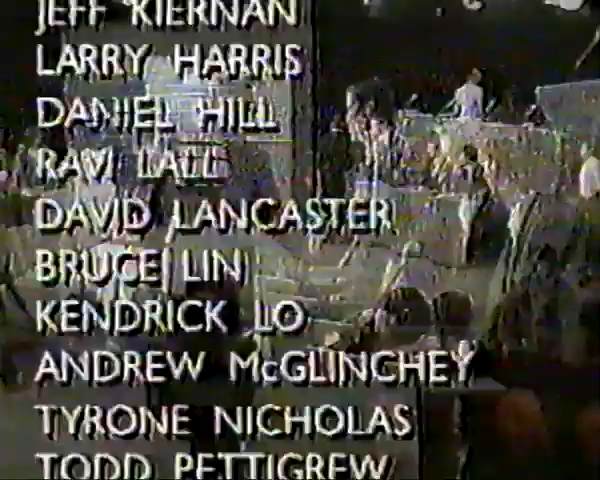 JEFF KIERNAN
LARRY HARRIS
DANIEL HILL
RAVI LALL
DAVID LANCASTER
BRUCE LIN
KENDRICK LO
ANDREW McGLINCHEY
TYRONE NICHOLAS
TODD PETTIGREW